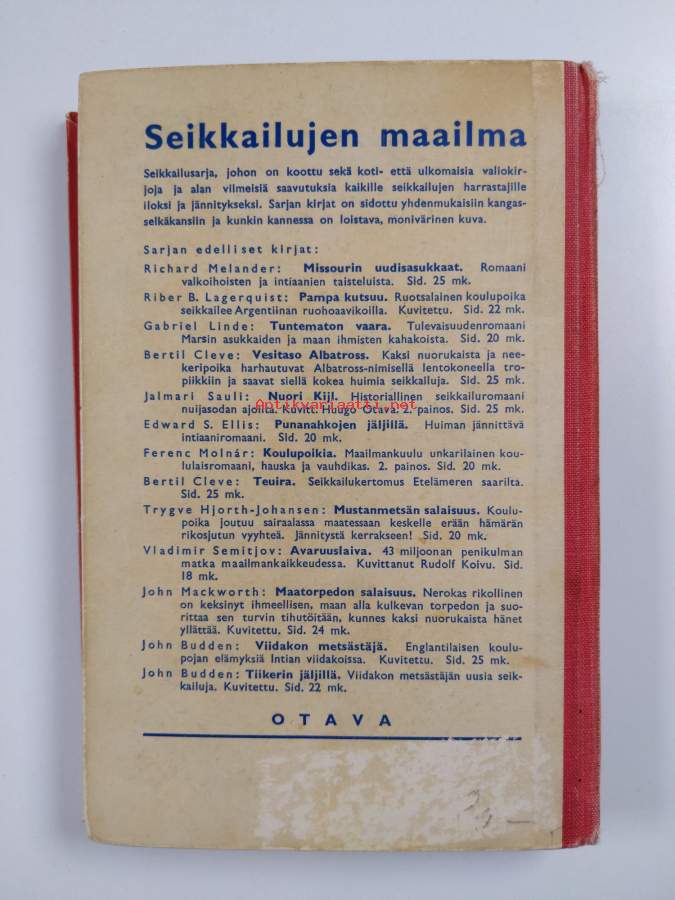 Seikkailujen maailma
Seikkailusarja, johon on koottu sekä koti- että ulkomaisia valiokir-
joja ja alan viimeisiä saavutuksia kaikille seikkailujen harrastajille
iloksi ja jännitykseksi. Sarjan kirjat on sidottu yhdenmukaisiin kangas-
selkäkansiin ja kunkin kannessa on loistava, monivärinen kuva.
Sarjan edelliset kirjat:
Richard Melander: Missourin uudisasukkaat. Romaani
valkoihoisten ja intiaanien taisteluista. Sid. 25 mk.
Riber B. Lagerquist: Pampa kutsuu. Ruotsalainen koulupoika
seikkailee Argentiinan ruohoaavikoilla. Kuvitettu. Sid. 22 mk.
Gabriel Linde: Tuntematon vaara. Tulevaisuudenromaani
Marsin asukkaiden ja maan ihmisten kahakoista. Sid. 20 mk.
Bertil Cleve: Vesitaso Albatross. Kaksi nuorukaista ja nee-
keripoika harhautuvat Albatross-nimisellä lentokoneella tro-
piikkiin ja saavat siellä kokea huimia seikkailuja. Sid. 25 mk.
Jalmari Sauli: Nuori Kijl. Historiallinen seikkailuromaani
nuijasodan ajoilta. Kuvitt. Huugo Otava. 2. painos. Sid. 25 mk.
Antikvariaatti.net
Edward S. Ellis: Punanahkojen jäljillä. Huiman jännittävä
intiaaniromaani. Sid. 20 mk.
Ferenc Molnár: Koulupoikia. Maailmankuulu unkarilainen kou-
lulaisromaani, hauska ja vauhdikas. 2. painos. Sid. 20 mk.
Bertil Cleve: Teuira. Seikkailukertomus Etelämeren saarilta.
Sid. 25 mk.
Trygve Hjorth-Johansen: Mustanmetsän salaisuus. Koulu-
poika joutuu sairaalassa maatessaan keskelle erään hämärän
rikosjutun vyyhteä. Jännitystä kerrakseen! Sid. 20 mk.
Vladimir Semitjov: Avaruuslaiva. 43 miljoonan penikulman
matka maailmankaikkeudessa. Kuvittanut Rudolf Koivu. Sid.
18 mk.
John Mackworth: Maatorpedon salaisuus. Nerokas rikollinen
on keksinyt ihmeellisen, maan alla kulkevan torpedon ja suo-
rittaa sen turvin tihutöitään, kunnes kaksi nuorukaista hänet
yllättää. Kuvitettu. Sid. 24 mk.
John Budden: Viidakon metsästäjä. Englantilaisen koulu-
pojan elämyksiä Intian viidakoissa. Kuvitettu. Sid. 25 mk.
John Budden: Tiikerin jäljillä. Viidakon metsästäjän uusia seik-
kailuja. Kuvitettu. Sid. 22 mk.
OTAVA